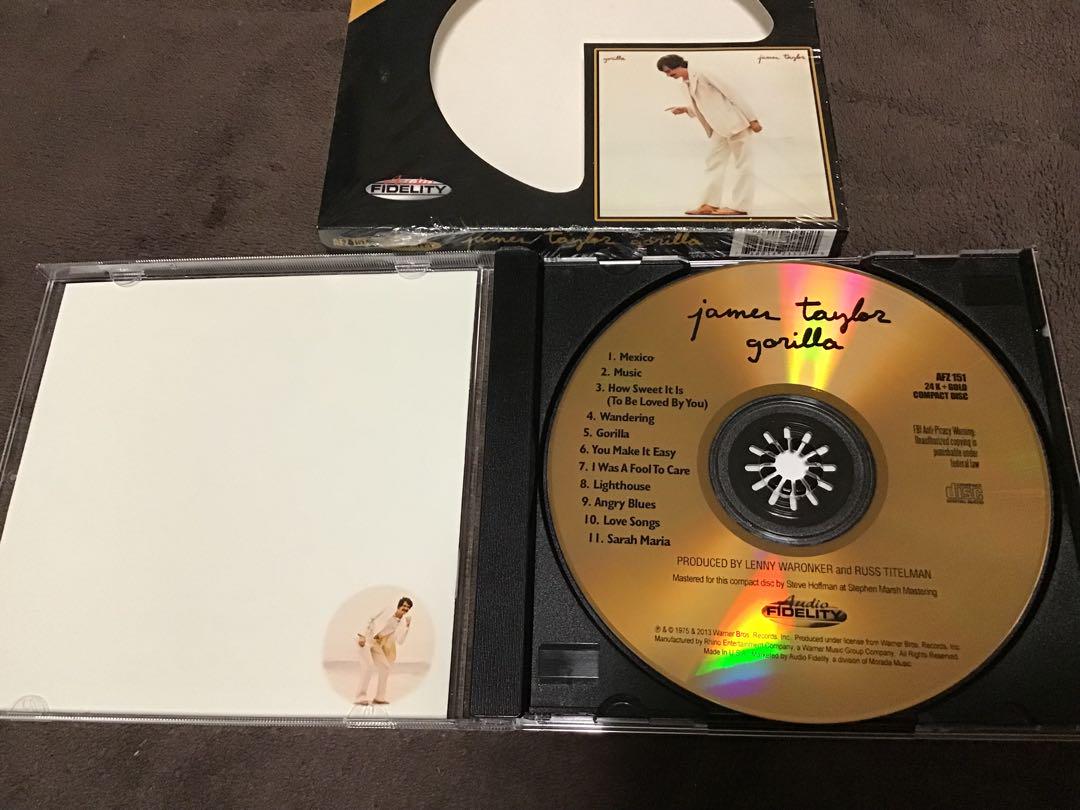 gorilla
james taylor
Audio
FIDELITY
AFZ 151
james taylor gorilla
james taylor
gorilla
1. Mexico
2. Music
3. How Sweet It Is
(To Be Loved By You)
4. Wandering
5. Gorilla
6. You Make It Easy
7. I Was A Fool To Care
8. Lighthouse
9. Angry Blues
10. Love Songs
11. Sarah Maria
AFZ 151
24 K + GOLD
COMPACT DISC
FBI Anti-Piracy Warning:
Unauthorized copying is
punishable under
federal law
COMPACT
disc
DIGITAL AUDIO
PRODUCED BY LENNY WARONKER and RUSS TITELMAN
Mastered for this compact disc by Steve Hoffman at Stephen Marsh Mastering
Audio
FIDELITY
℗ & © 1975 & 2013 Warner Bros. Records, Inc. Produced under license from Warner Bros. Records, Inc.
Manufactured by Rhino Entertainment Company, a Warner Music Group Company. All Rights Reserved.
Made in U.S.A. Marketed by Audio Fidelity, a division of Morada Music